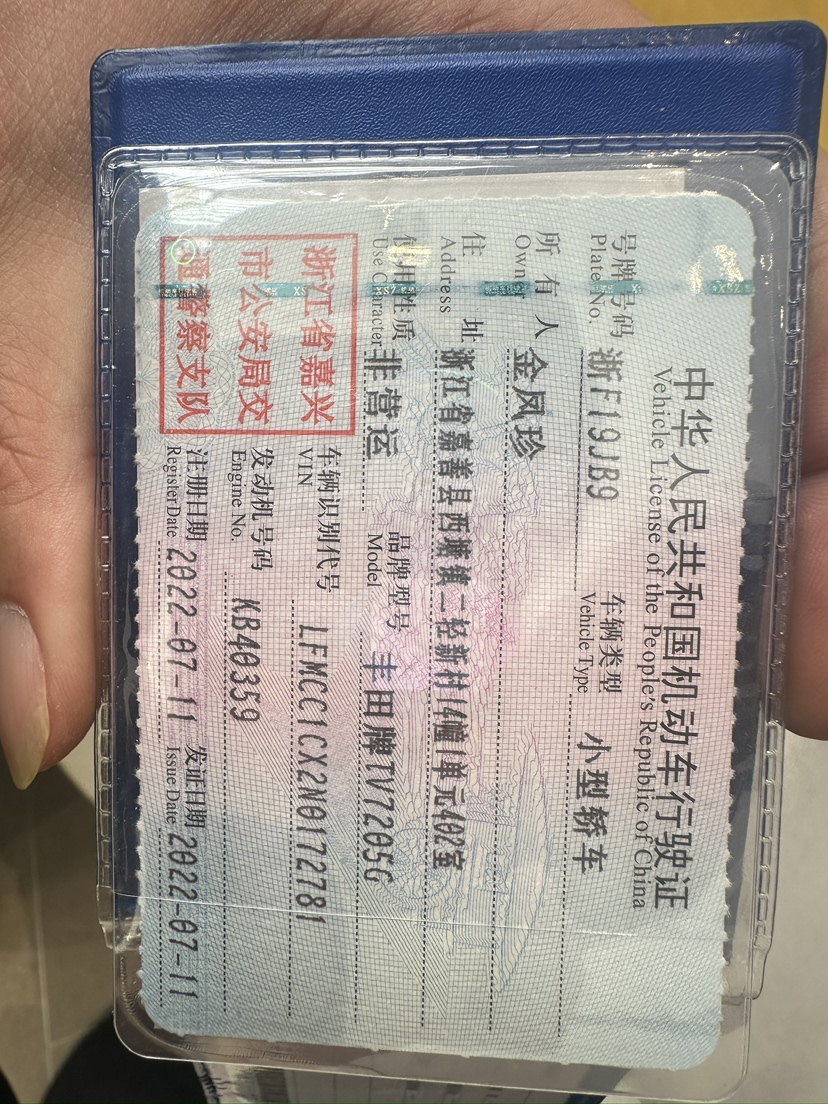 中华人民共和国机动车行驶证
Vehicle License of the People's Republic of China
号牌号码 浙F19JB9 车辆类型 小型轿车
Plate No. Vehicle Type
所有人 金凤珍
Owner
住址 浙江省嘉善县西塘镇二轻新村14幢1单元402室
Address
使用性质 非营运 品牌型号 丰田牌TV7205G
Use Character Model
浙江省嘉兴
市公安局交
通警察支队
车辆识别代号 LFMCC1CX2N0172781
VIN
发动机号码 KB40359
Engine No.
注册日期 2022-07-11 发证日期 2022-07-11
Register Date Issue Date